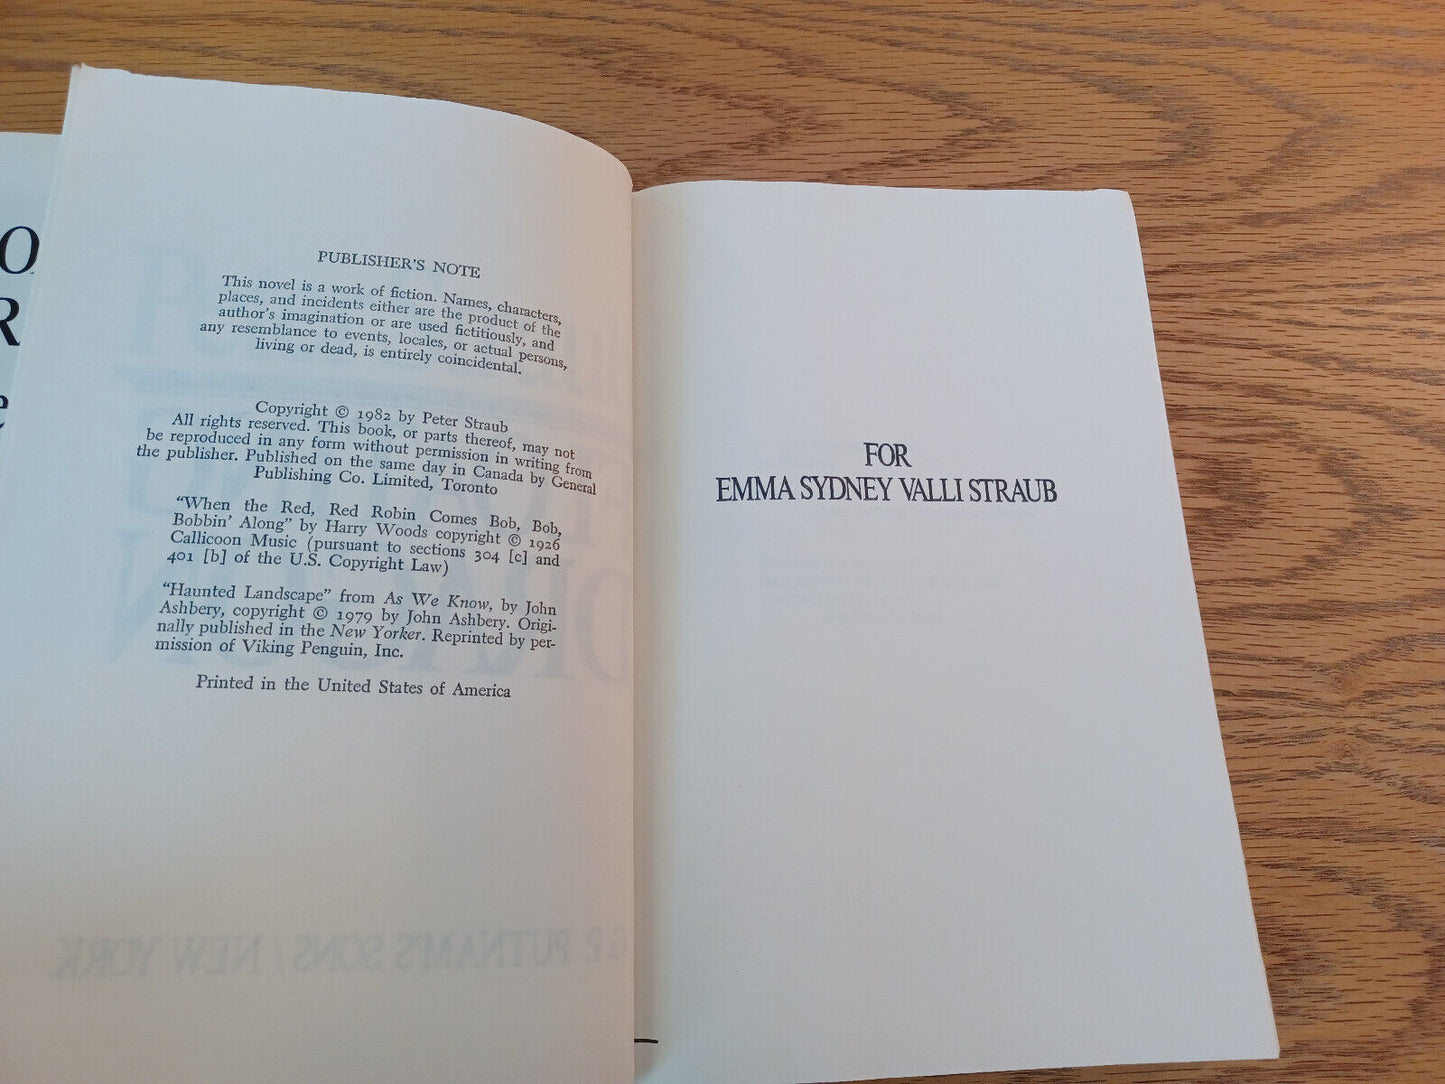 O
R
e
PUBLISHER'S NOTE
This novel is a work of fiction. Names, characters,
places, and incidents either are the product of the
author's imagination or are used fictitiously, and
any resemblance to events, locales, or actual persons,
living or dead, is entirely coincidental.
Copyright © 1982 by Peter Straub
All rights reserved. This book, or parts thereof, may not
be reproduced in any form without permission in writing from
the publisher. Published on the same day in Canada by General
Publishing Co. Limited, Toronto
"When the Red, Red Robin Comes Bob, Bob,
Bobbin' Along" by Harry Woods copyright © 1926
Callicoon Music (pursuant to sections 304 [c] and
401 [b] of the U.S. Copyright Law)
"Haunted Landscape" from As We Know, by John
Ashbery, copyright © 1979 by John Ashbery. Origi-
nally published in the New Yorker. Reprinted by per-
mission of Viking Penguin, Inc.
Printed in the United States of America
G.P. PUTNAM'S SONS / NEW YORK
FOR
EMMA SYDNEY VALLI STRAUB